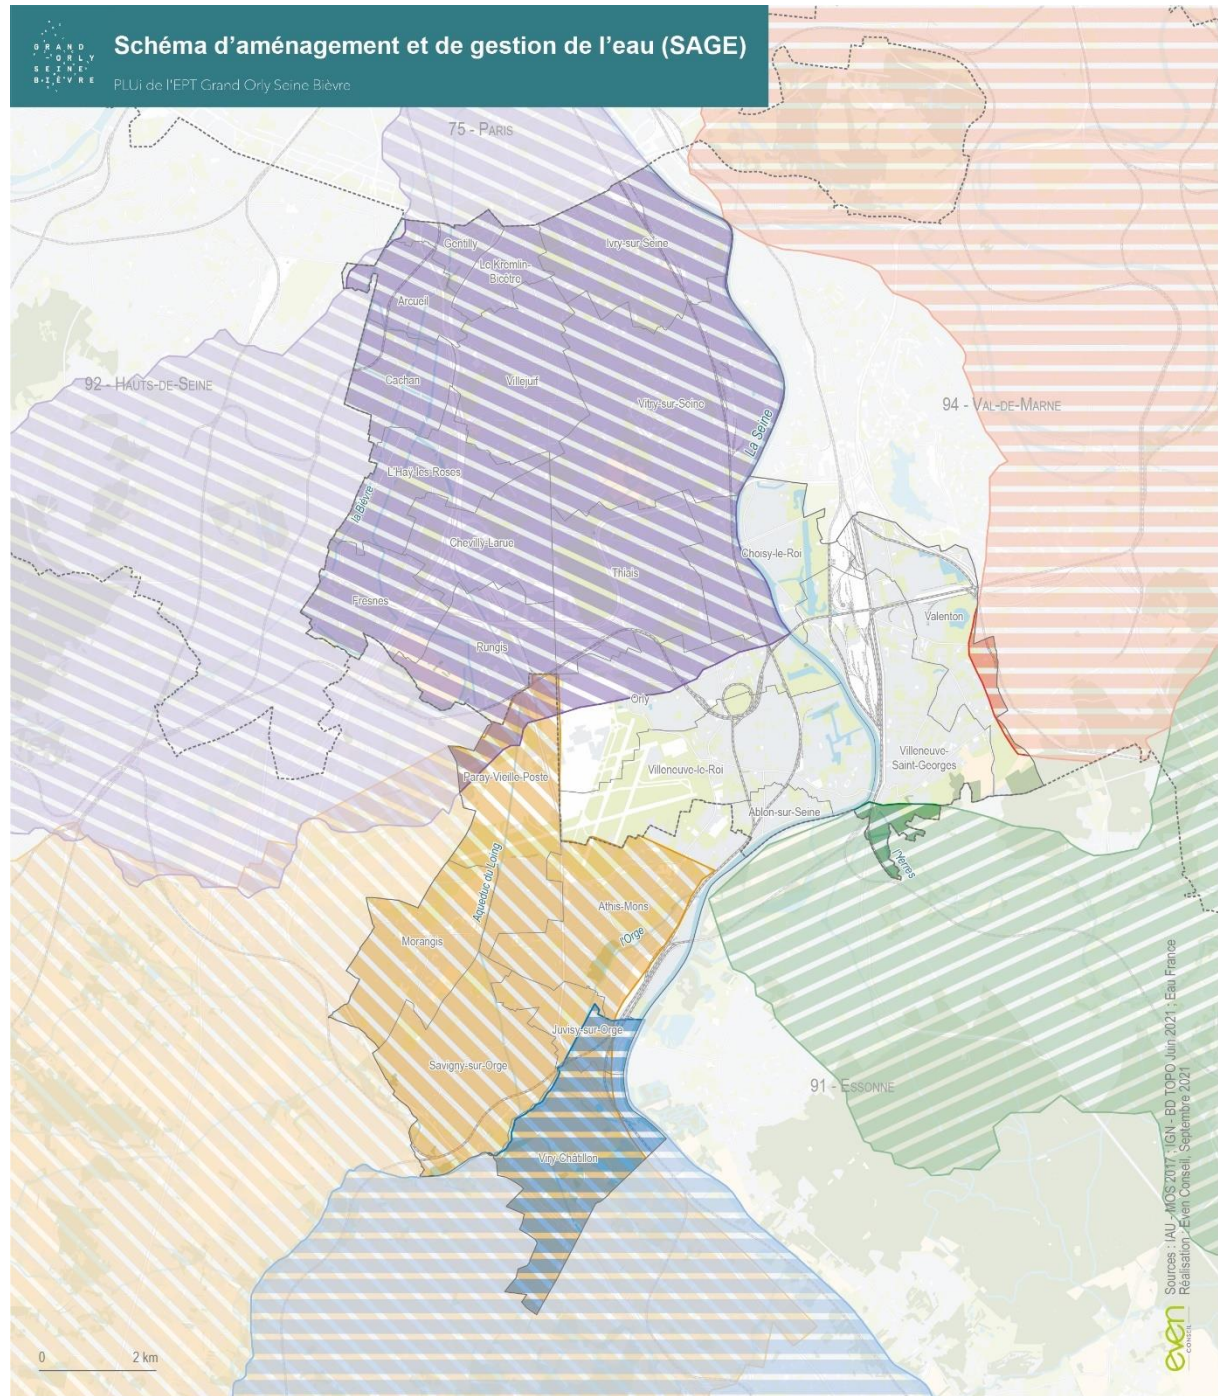 GRAND
ORLY
SEINE
BIÈVRE
Schéma d'aménagement et de gestion de l'eau (SAGE)
PLUi de l'EPT Grand Orly Seine Bièvre
75 - PARIS
Gentilly
Ivry-sur-Seine
Le Kremlin-
Bicêtre
Arcueil
92 - HAUTS-DE-SEINE
Cachan
Villejuif
Vitry-sur-Seine
94 - VAL-DE-MARNE
La Seine
L'Haÿ-les-Roses
la Bièvre
Chevilly-Larue
Choisy-le-Roi
Thiais
Fresnes
Valenton
Rungis
Orly
Villeneuve-
Saint-Georges
Villeneuve-le-Roi
Paray-Vieille-Poste
Ablon-sur-Seine
l'Yerres
Aqueduc du Loing
Athis-Mons
l'Orge
Morangis
Juvisy-sur-Orge
Savigny-sur-Orge
91 - ESSONNE
Viry-Châtillon
0 2 km
Sources : IAU - MOS 2017 ; IGN - BD TOPO Juin 2021 ; Eau France
Réalisation - Even Conseil, Septembre 2021
even
CONSEIL